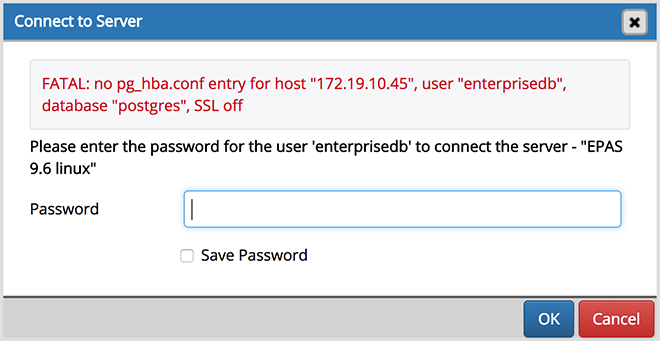 Connect to Server
FATAL: no pg_hba.conf entry for host "172.19.10.45", user "enterprisedb",
database "postgres", SSL off
Please enter the password for the user 'enterprisedb' to connect the server - "EPAS
9.6 linux"
Password
Save Password
OK
Cancel